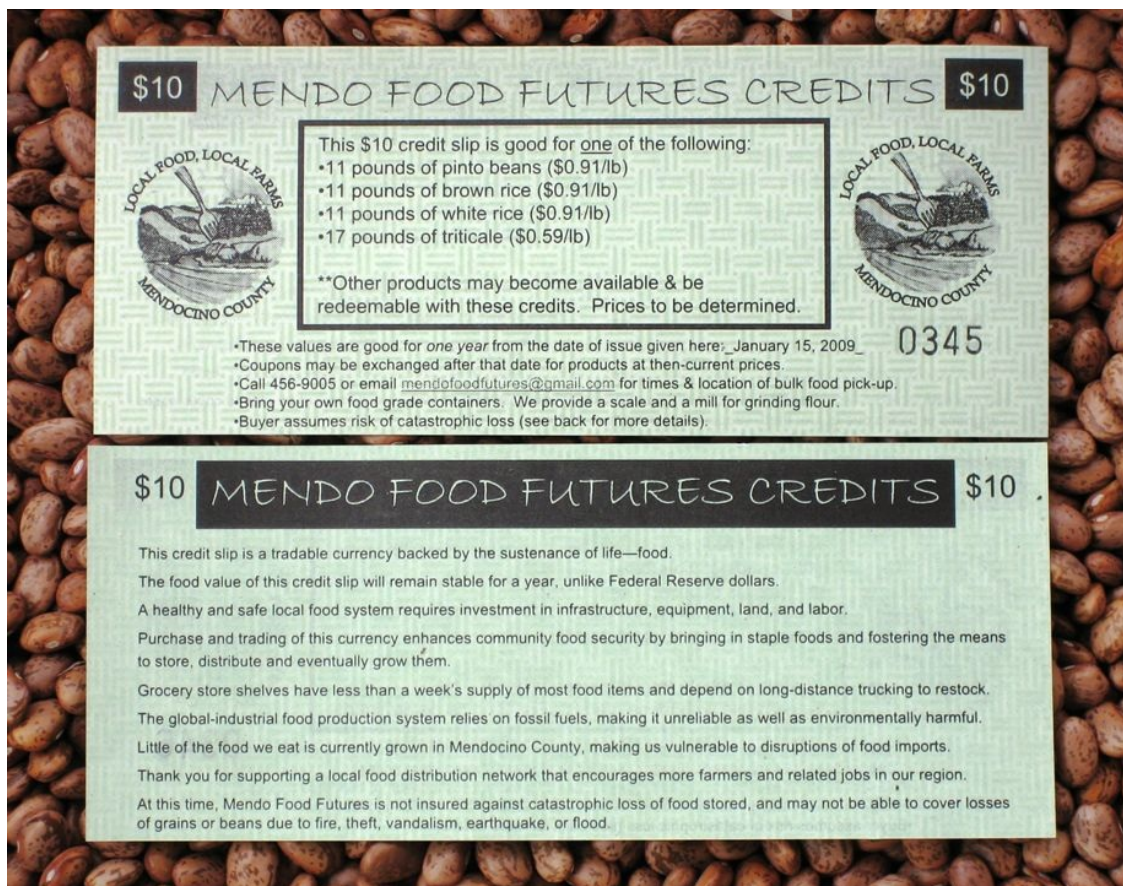 $10 MENDO FOOD FUTURES CREDITS $10
LOCAL FOOD, LOCAL FARMS
MENDOCINO COUNTY
This $10 credit slip is good for one of the following:
•11 pounds of pinto beans ($0.91/lb)
•11 pounds of brown rice ($0.91/lb)
•11 pounds of white rice ($0.91/lb)
•17 pounds of triticale ($0.59/lb)
**Other products may become available & be
redeemable with these credits. Prices to be determined.
LOCAL FOOD, LOCAL FARMS
MENDOCINO COUNTY
0345
•These values are good for one year from the date of issue given here:_January 15, 2009_
•Coupons may be exchanged after that date for products at then-current prices.
•Call 456-9005 or email mendofoodfutures@gmail.com for times & location of bulk food pick-up.
•Bring your own food grade containers. We provide a scale and a mill for grinding flour.
•Buyer assumes risk of catastrophic loss (see back for more details).
$10 MENDO FOOD FUTURES CREDITS $10
This credit slip is a tradable currency backed by the sustenance of life—food.
The food value of this credit slip will remain stable for a year, unlike Federal Reserve dollars.
A healthy and safe local food system requires investment in infrastructure, equipment, land, and labor.
Purchase and trading of this currency enhances community food security by bringing in staple foods and fostering the means
to store, distribute and eventually grow them.
Grocery store shelves have less than a week's supply of most food items and depend on long-distance trucking to restock.
The global-industrial food production system relies on fossil fuels, making it unreliable as well as environmentally harmful.
Little of the food we eat is currently grown in Mendocino County, making us vulnerable to disruptions of food imports.
Thank you for supporting a local food distribution network that encourages more farmers and related jobs in our region.
At this time, Mendo Food Futures is not insured against catastrophic loss of food stored, and may not be able to cover losses
of grains or beans due to fire, theft, vandalism, earthquake, or flood.